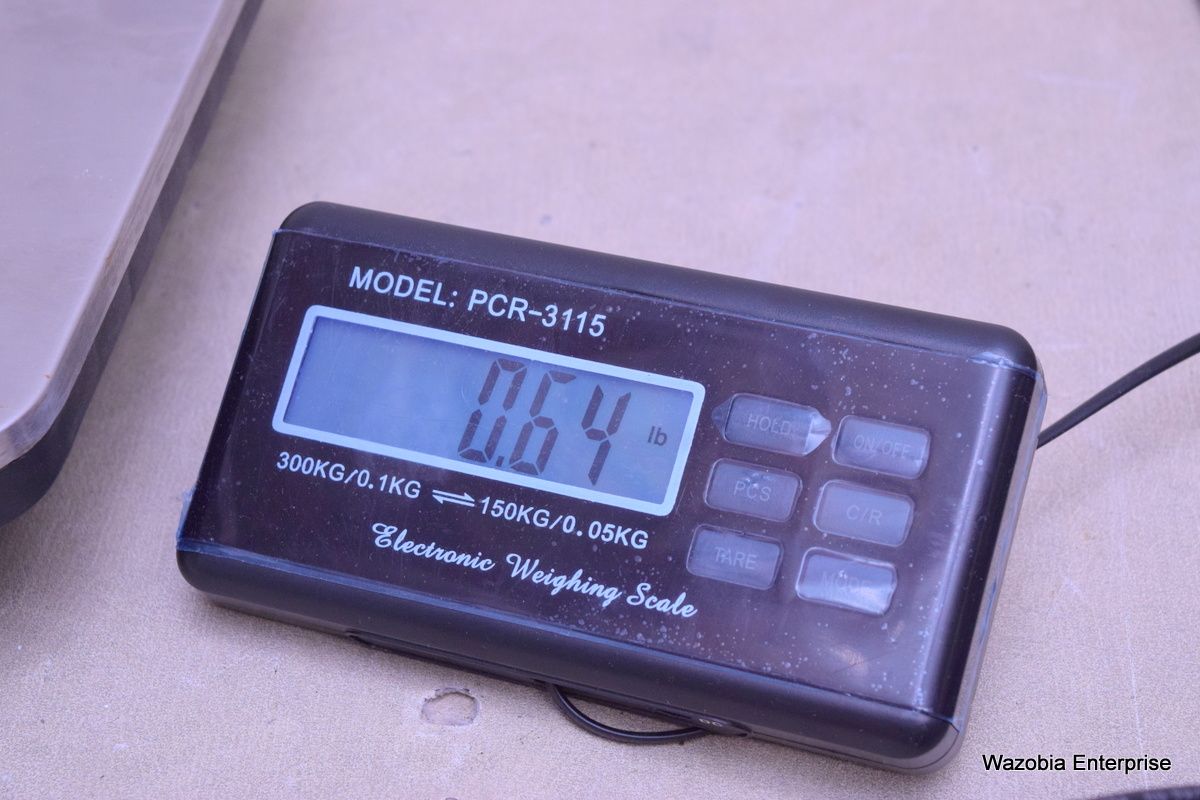 MODEL: PCR-3115
0.64 lb
300KG/0.1KG ⇌ 150KG/0.05KG
Electronic Weighing Scale
HOLD ON/OFF
PCS C/R
TARE MODE
Wazobia Enterprise